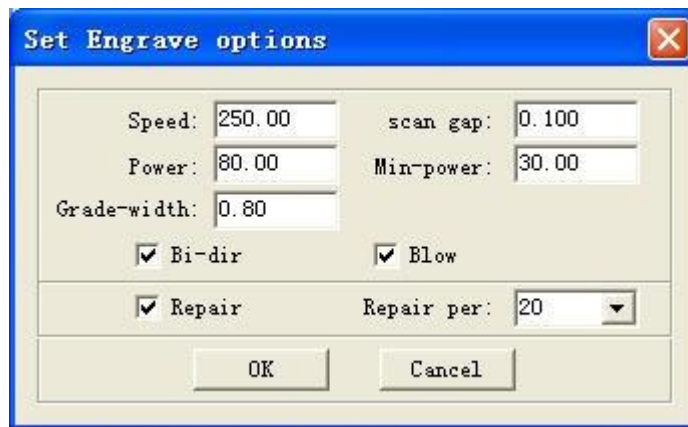 Set Engrave options
Speed: 250.00 scan gap: 0.100
Power: 80.00 Min-power: 30.00
Grade-width: 0.80
Bi-dir Blow
Repair Repair per: 20
OK Cancel